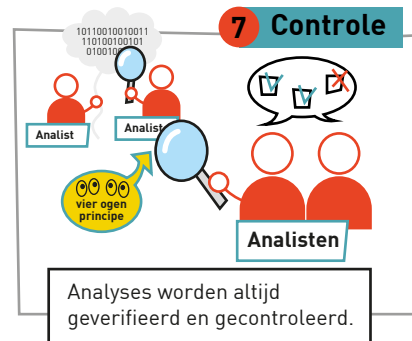 7 Controle
10110010010011
110100100101
0100100
Analist
Analist
vier ogen
principe
Analisten
Analyses worden altijd
geverifieerd en gecontroleerd.